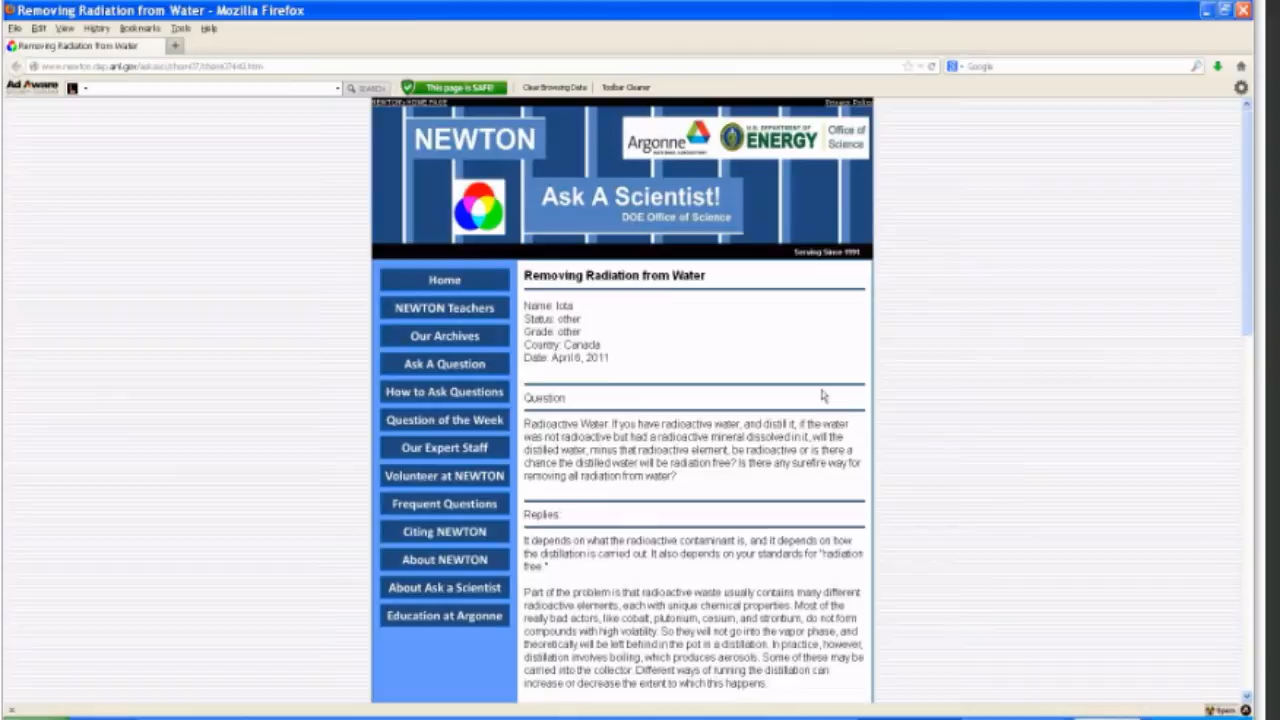 Removing Radiation from Water - Mozilla Firefox
File Edit View History Bookmarks Tools Help
Removing Radiation from Water
Google
Ad Aware
SEARCH
This page is SAFE!
Clear Browsing Data
Toolbar Cleaner
NEWTON's HOME PAGE
Privacy Policy
NEWTON
Argonne
NATIONAL LABORATORY
U.S. DEPARTMENT OF
ENERGY
Office of
Science
Ask A Scientist!
DOE Office of Science
Serving Since 1991
Home
NEWTON Teachers
Our Archives
Ask A Question
How to Ask Questions
Question of the Week
Our Expert Staff
Volunteer at NEWTON
Frequent Questions
Citing NEWTON
About NEWTON
About Ask a Scientist
Education at Argonne
Removing Radiation from Water
Name: Iota
Status: other
Grade: other
Country: Canada
Date: April 6, 2011
Question
Radioactive Water: If you have radioactive water, and distill it, if the water
was not radioactive but had a radioactive mineral dissolved in it, will the
distilled water, minus that radioactive element, be radioactive or is there a
chance the distilled water will be radiation free? Is there any surefire way for
removing all radiation from water?
Replies:
It depends on what the radioactive contaminant is, and it depends on how
the distillation is carried out. It also depends on your standards for "radiation
free."
Part of the problem is that radioactive waste usually contains many different
radioactive elements, each with unique chemical properties. Most of the
really bad actors, like cobalt, plutonium, cesium, and strontium, do not form
compounds with high volatility. So they will not go into the vapor phase, and
theoretically will be left behind in the pot in a distillation. In practice, however,
distillation involves boiling, which produces aerosols. Some of these may be
carried into the collector. Different ways of running the distillation can
increase or decrease the extent to which this happens.